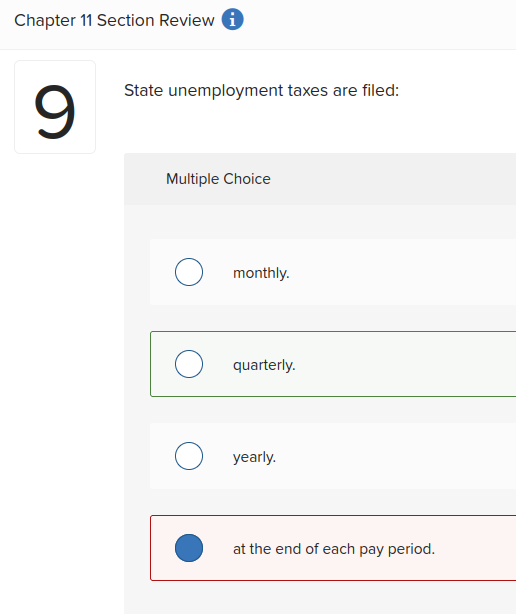 Chapter 11 Section Review i
9
State unemployment taxes are filed:
Multiple Choice
monthly.
quarterly.
yearly.
at the end of each pay period.